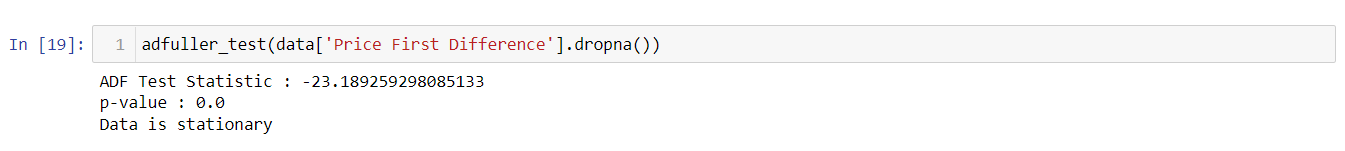 In [19]: 1 adfuller_test(data['Price First Difference'].dropna())
ADF Test Statistic : -23.189259298085133
p-value : 0.0
Data is stationary